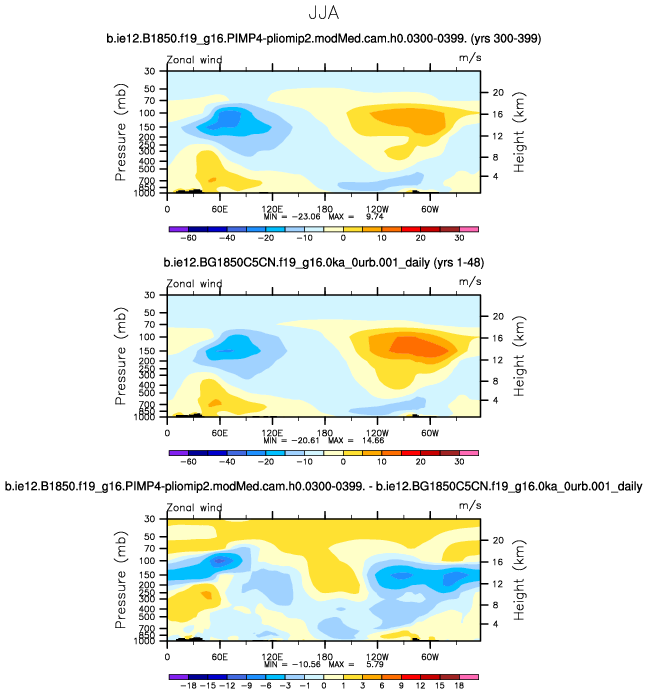 JJA
b.ie12.B1850.f19_g16.PIMP4-pliomip2.modMed.cam.h0.0300-0399. (yrs 300-399)
Zonal wind m/s
Pressure (mb)
30
50
70
100
150
200
250
300
400
500
700
850
1000
Height (km)
20
16
12
8
4
0 60E 120E 180 120W 60W
MIN = -23.06 MAX = 9.74
-60 -40 -20 -10 0 10 20 30
b.ie12.BG1850C5CN.f19_g16.0ka_0urb.001_daily (yrs 1-48)
Zonal wind m/s
Pressure (mb)
30
50
70
100
150
200
250
300
400
500
700
850
1000
Height (km)
20
16
12
8
4
0 60E 120E 180 120W 60W
MIN = -20.61 MAX = 14.66
-60 -40 -20 -10 0 10 20 30
b.ie12.B1850.f19_g16.PIMP4-pliomip2.modMed.cam.h0.0300-0399. - b.ie12.BG1850C5CN.f19_g16.0ka_0urb.001_daily
Zonal wind m/s
Pressure (mb)
30
50
70
100
150
200
250
300
400
500
700
850
1000
Height (km)
20
16
12
8
4
0 60E 120E 180 120W 60W
MIN = -10.56 MAX = 5.79
-18 -15 -12 -9 -6 -3 -1 0 1 3 6 9 12 15 18